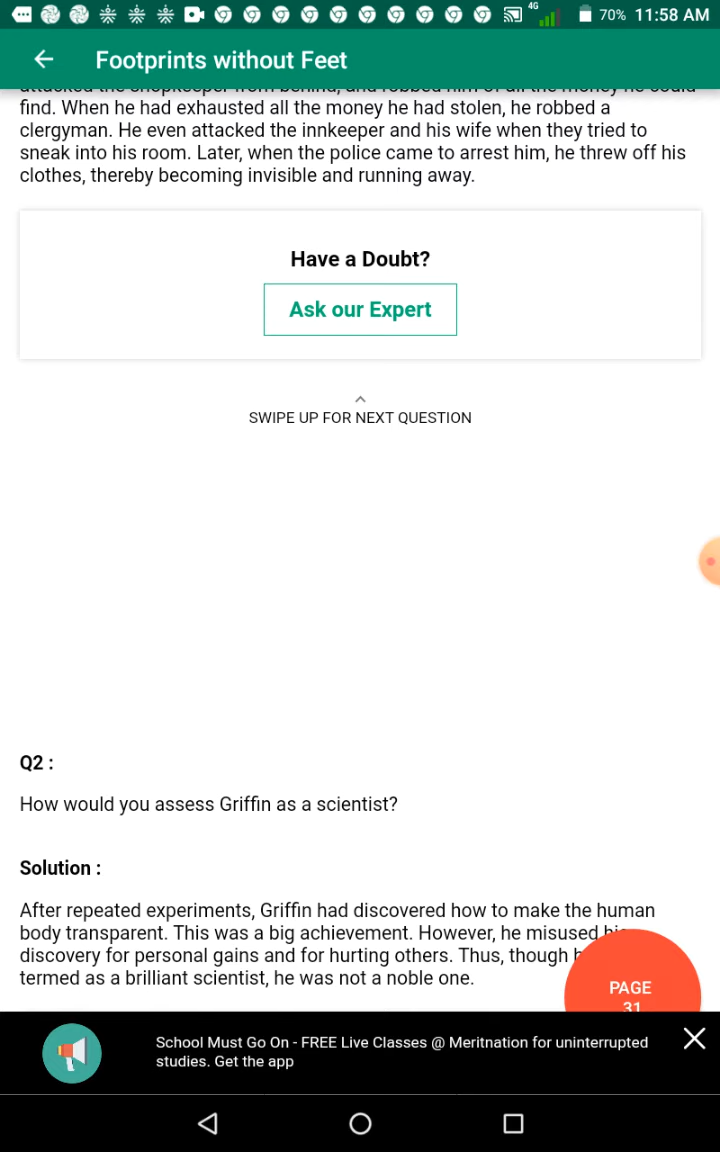 4G
70% 11:58 AM
Footprints without Feet
find. When he had exhausted all the money he had stolen, he robbed a
clergyman. He even attacked the innkeeper and his wife when they tried to
sneak into his room. Later, when the police came to arrest him, he threw off his
clothes, thereby becoming invisible and running away.
Have a Doubt?
Ask our Expert
SWIPE UP FOR NEXT QUESTION
Q2 :
How would you assess Griffin as a scientist?
Solution :
After repeated experiments, Griffin had discovered how to make the human
body transparent. This was a big achievement. However, he misused
discovery for personal gains and for hurting others. Thus, though
termed as a brilliant scientist, he was not a noble one.
PAGE
31
School Must Go On - FREE Live Classes @ Meritnation for uninterrupted
studies. Get the app